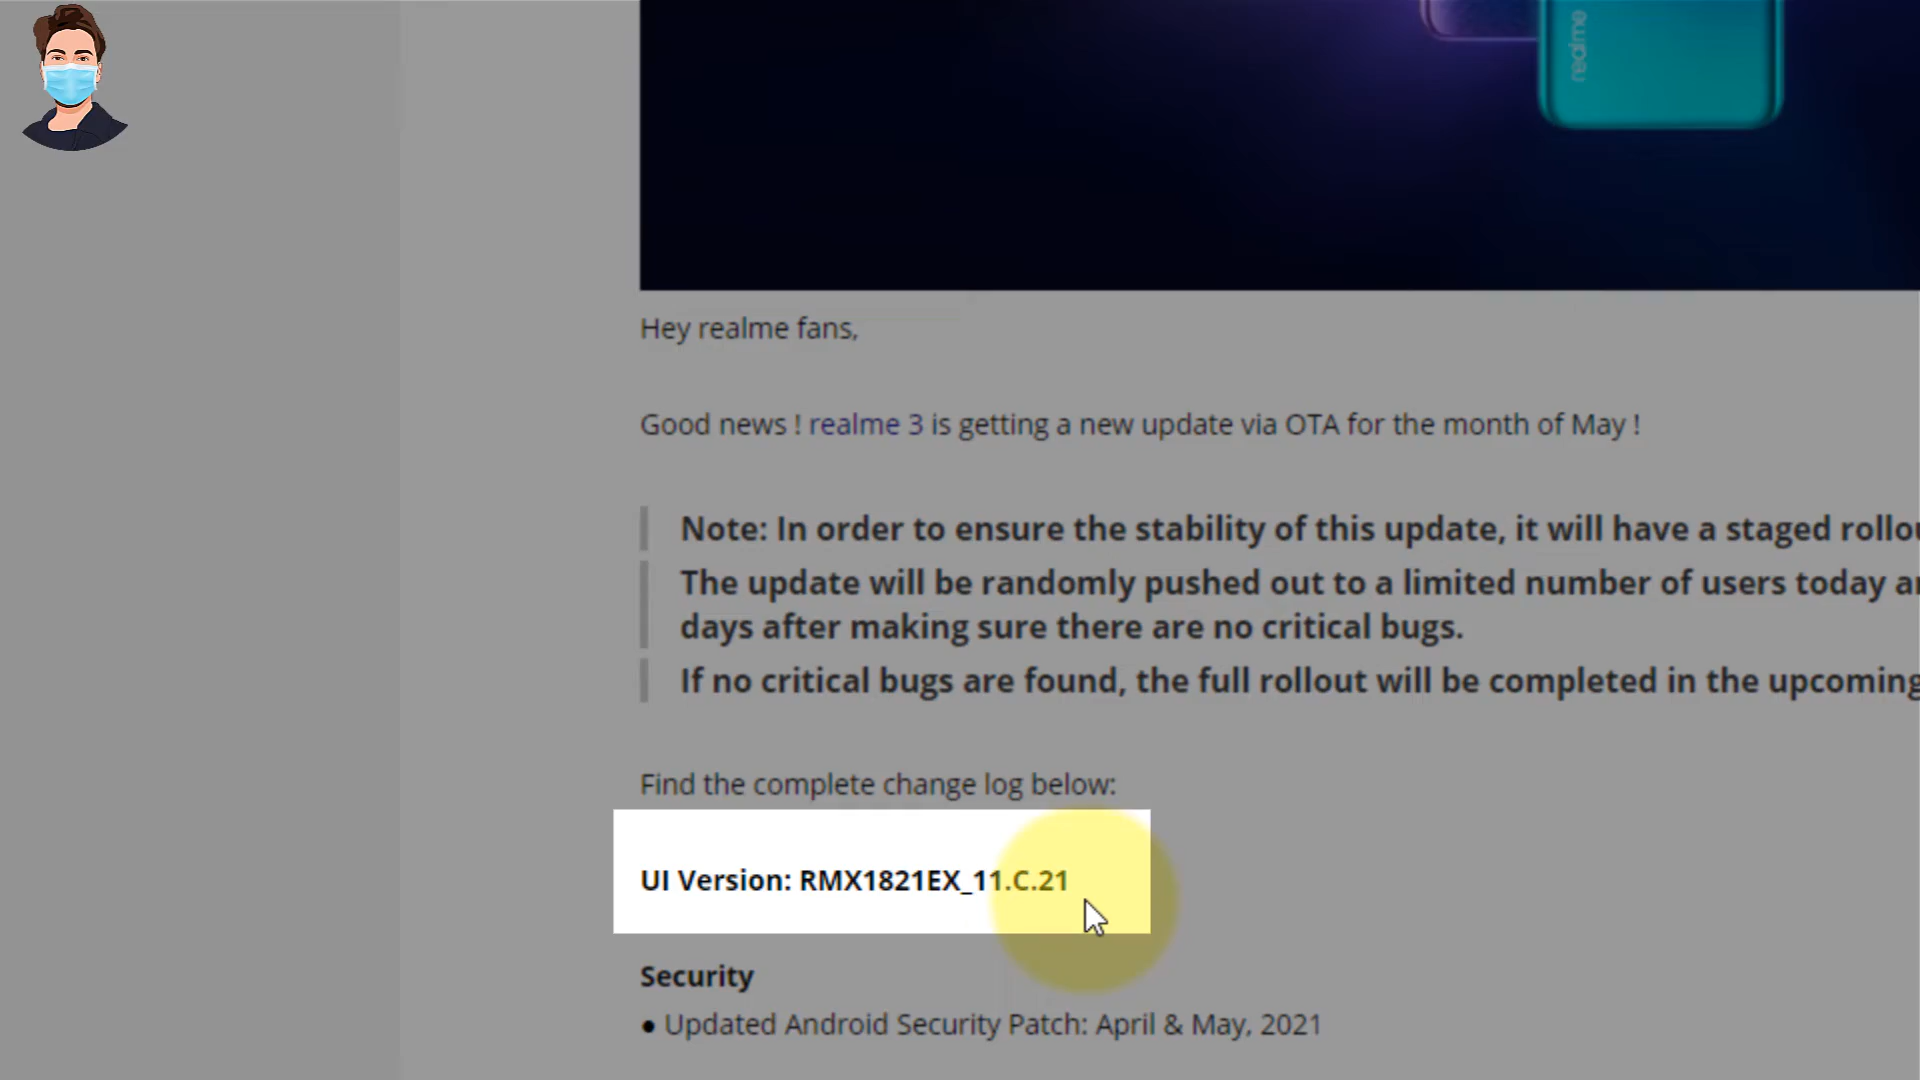 realme
Hey realme fans,
Good news ! realme 3 is getting a new update via OTA for the month of May !
Note: In order to ensure the stability of this update, it will have a staged
The update will be randomly pushed out to a limited number of users today
days after making sure there are no critical bugs.
If no critical bugs are found, the full rollout will be completed in the upcoming
Find the complete change log below:
UI Version: RMX1821EX_11.C.21
Security
● Updated Android Security Patch: April & May, 2021